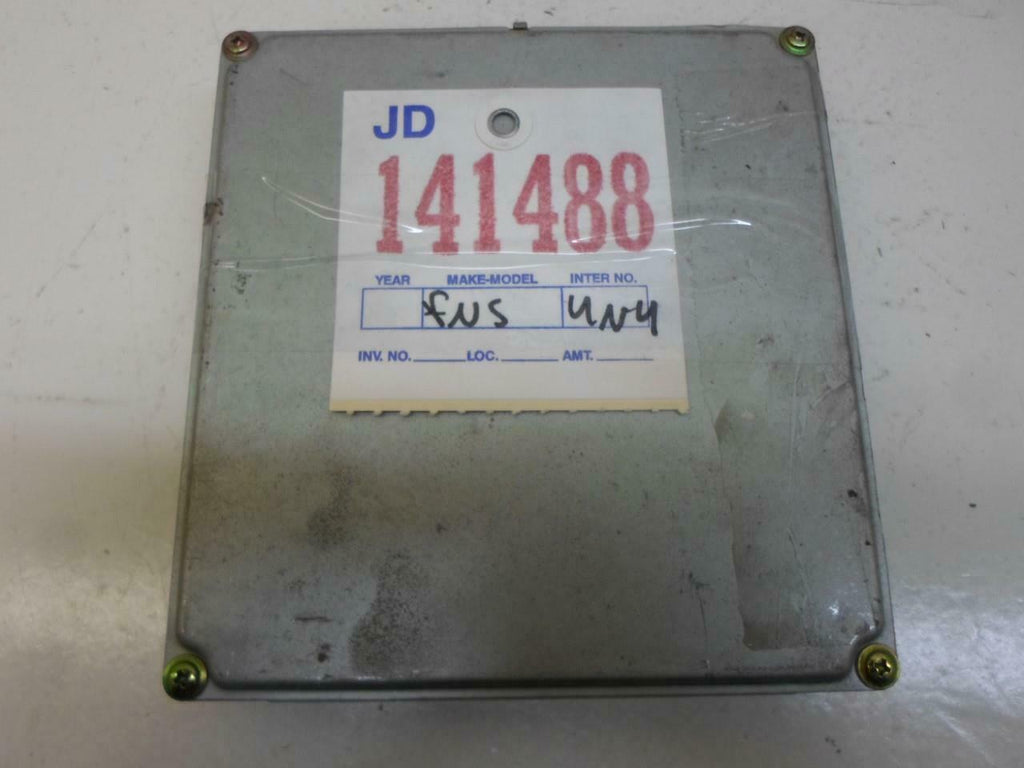 JD
141488
YEAR MAKE-MODEL INTER NO.
fNS 4N4
INV. NO. LOC. AMT.